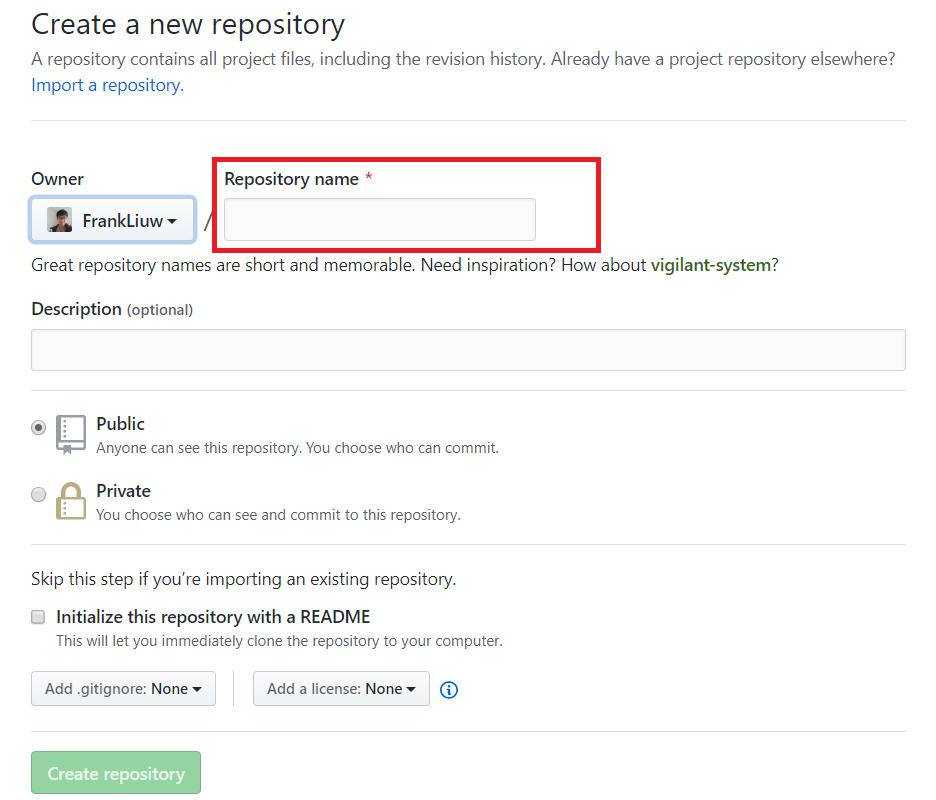 Create a new repository
A repository contains all project files, including the revision history. Already have a project repository elsewhere?
Import a repository.
Owner
Repository name *
FrankLiuw
/
Great repository names are short and memorable. Need inspiration? How about vigilant-system?
Description (optional)
Public
Anyone can see this repository. You choose who can commit.
Private
You choose who can see and commit to this repository.
Skip this step if you’re importing an existing repository.
Initialize this repository with a README
This will let you immediately clone the repository to your computer.
Add .gitignore: None
Add a license: None
Create repository